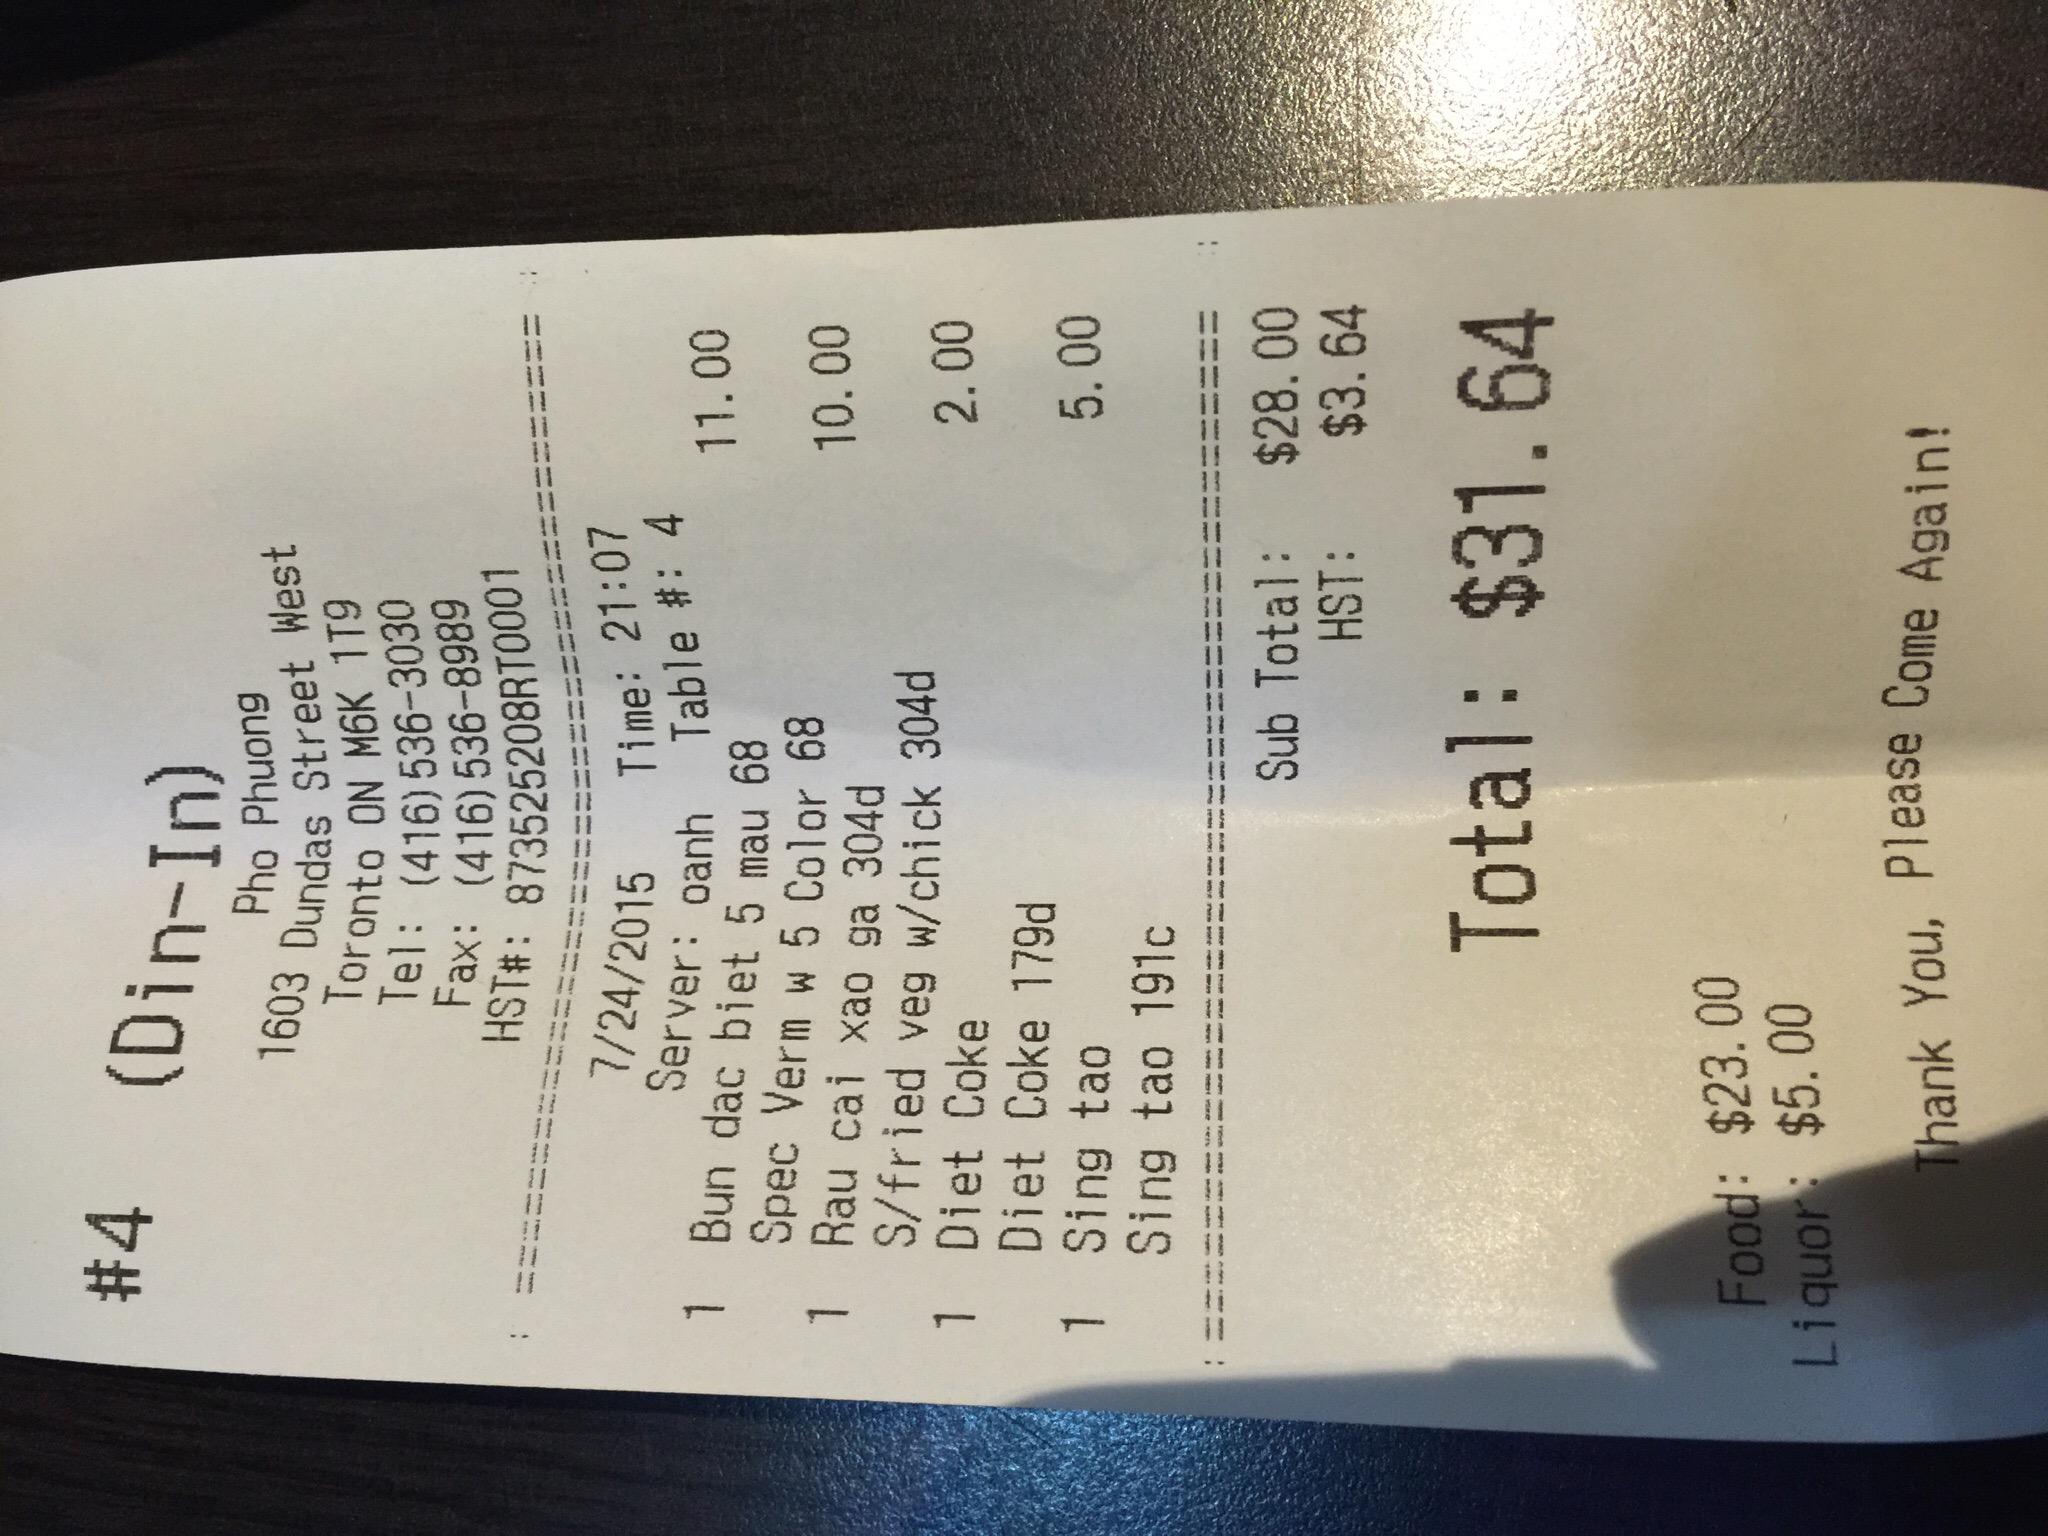 #4 (Din-In)
Pho Phuong
1603 Dundas Street West
Toronto ON M6K 1T9
Tel: (416)536-3030
Fax: (416)536-8989
HST#: 873525208RT0001
:===================================:
7/24/2015 Time: 21:07
Server: oanh Table #: 4
1 Bun dac biet 5 mau 68 11.00
Spec Verm w 5 Color 68
1 Rau cai xao ga 304d 10.00
S/fried veg w/chick 304d
1 Diet Coke 2.00
Diet Coke 179d
1 Sing tao 5.00
Sing tao 191c
:===================================:
Sub Total: $28.00
HST: $3.64
Total: $31.64
Food: $23.00
Liquor: $5.00
Thank You, Please Come Again!